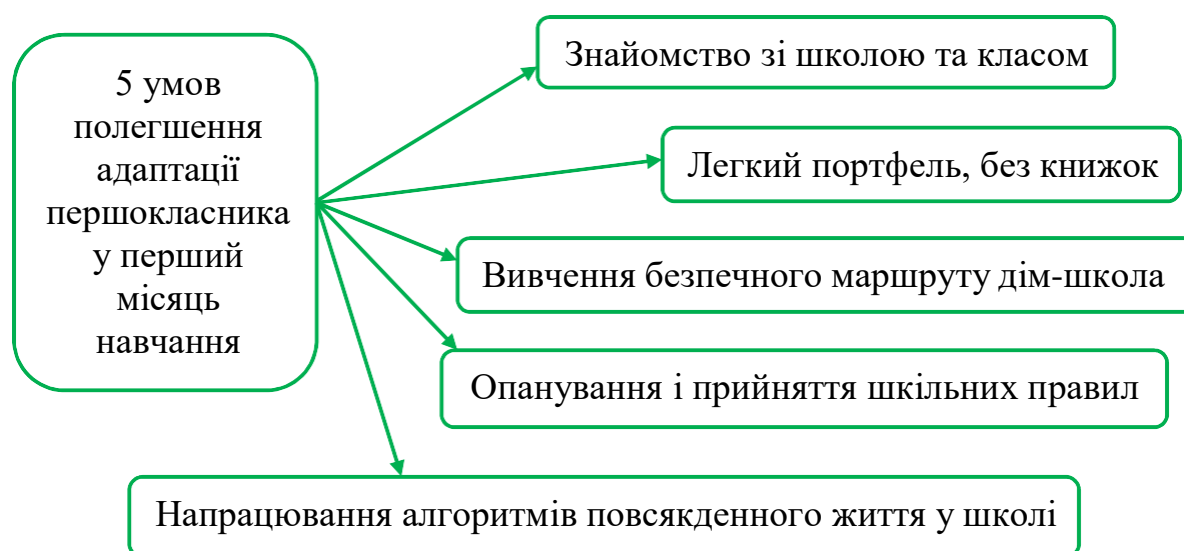 5 умов
полегшення
адаптації
першокласника
у перший
місяць
навчання
Знайомство зі школою та класом
Легкий портфель, без книжок
Вивчення безпечного маршруту дім-школа
Опанування і прийняття шкільних правил
Напрацювання алгоритмів повсякденного життя у школі